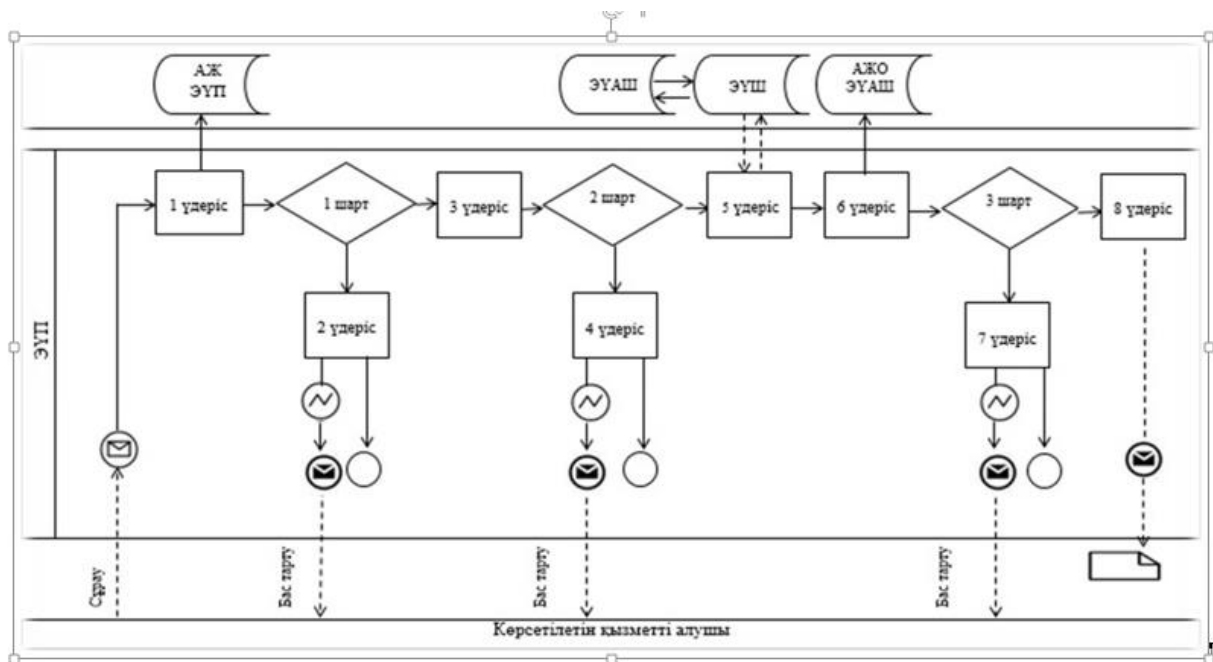 АЖ
ЭҮП
ЭҮАШ
ЭҮШ
АЖО
ЭҮАШ
1 үдеріс
1 шарт
3 үдеріс
2 шарт
5 үдеріс
6 үдеріс
3 шарт
8 үдеріс
2 үдеріс
4 үдеріс
7 үдеріс
ЭҮП
Сұрау
Бас тарту
Бас тарту
Бас тарту
Көрсетілетін қызметті алушы